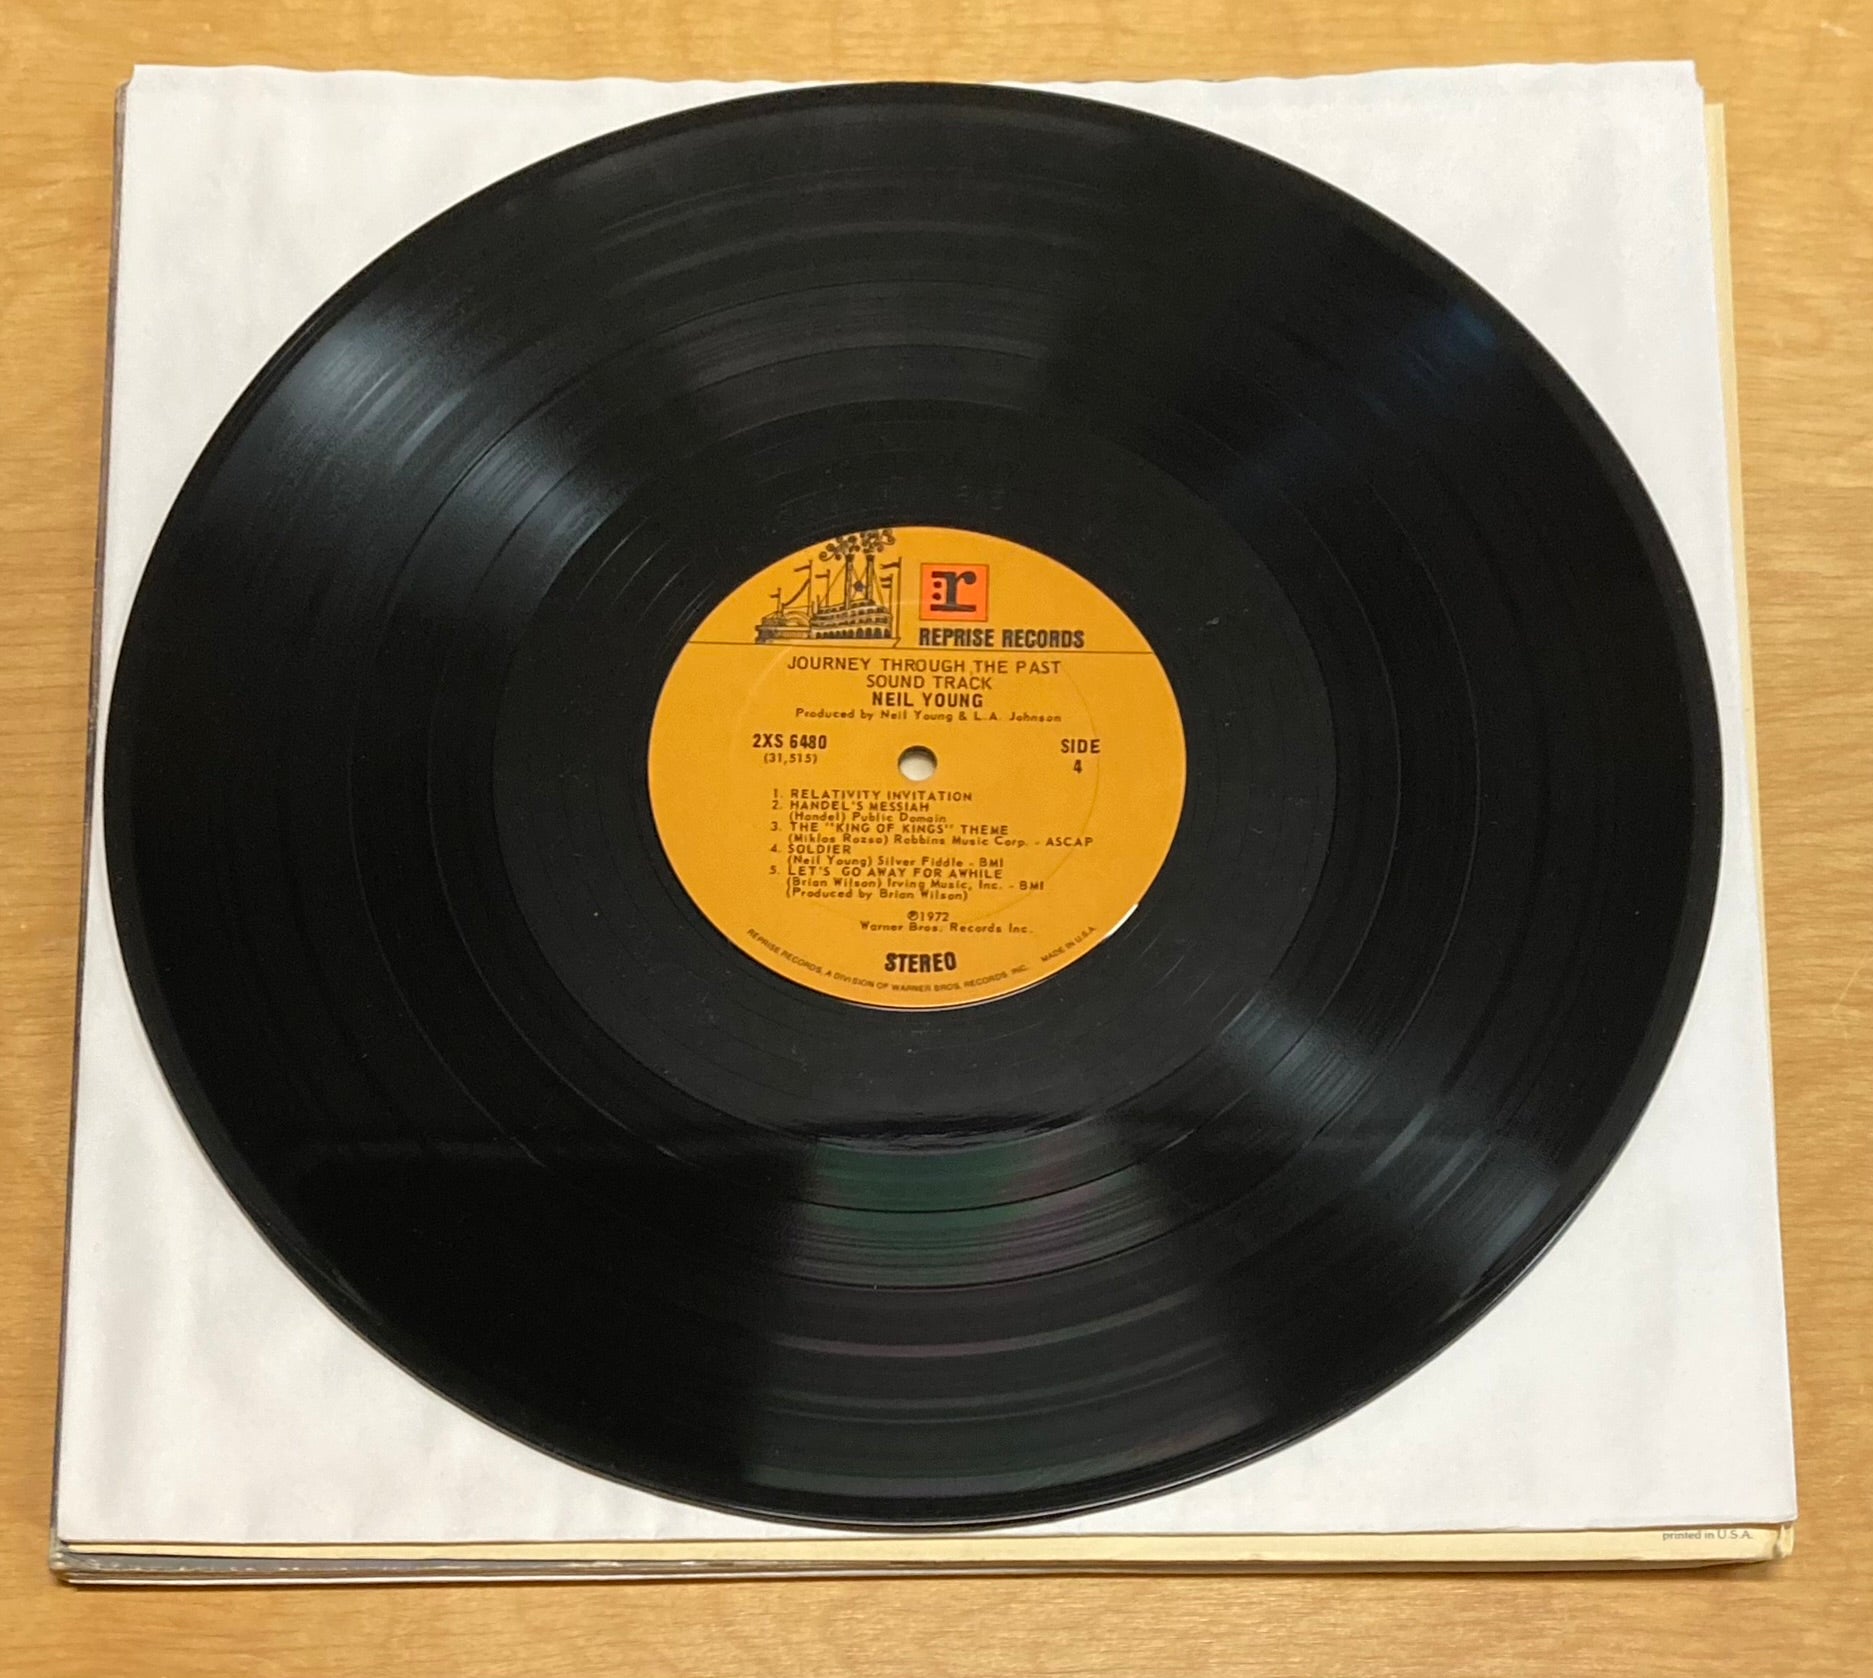 r
REPRISE RECORDS
JOURNEY THROUGH THE PAST
SOUND TRACK
NEIL YOUNG
Produced by Neil Young & L.A. Johnson
2XS 6480
(31,515)
SIDE
4
1. RELATIVITY INVITATION
2. HANDEL'S MESSIAH
(Handel) Public Domain
3. THE "KING OF KINGS" THEME
(Miklos Rozsa) Robbins Music Corp. - ASCAP
4. SOLDIER
(Neil Young) Silver Fiddle - BMI
5. LET'S GO AWAY FOR AWHILE
(Brian Wilson) Irving Music, Inc. - BMI
(Produced by Brian Wilson)
℗1972
Warner Bros. Records Inc.
STEREO
REPRISE RECORDS, A DIVISION OF WARNER BROS. RECORDS, INC. MADE IN U.S.A.
printed in U.S.A.